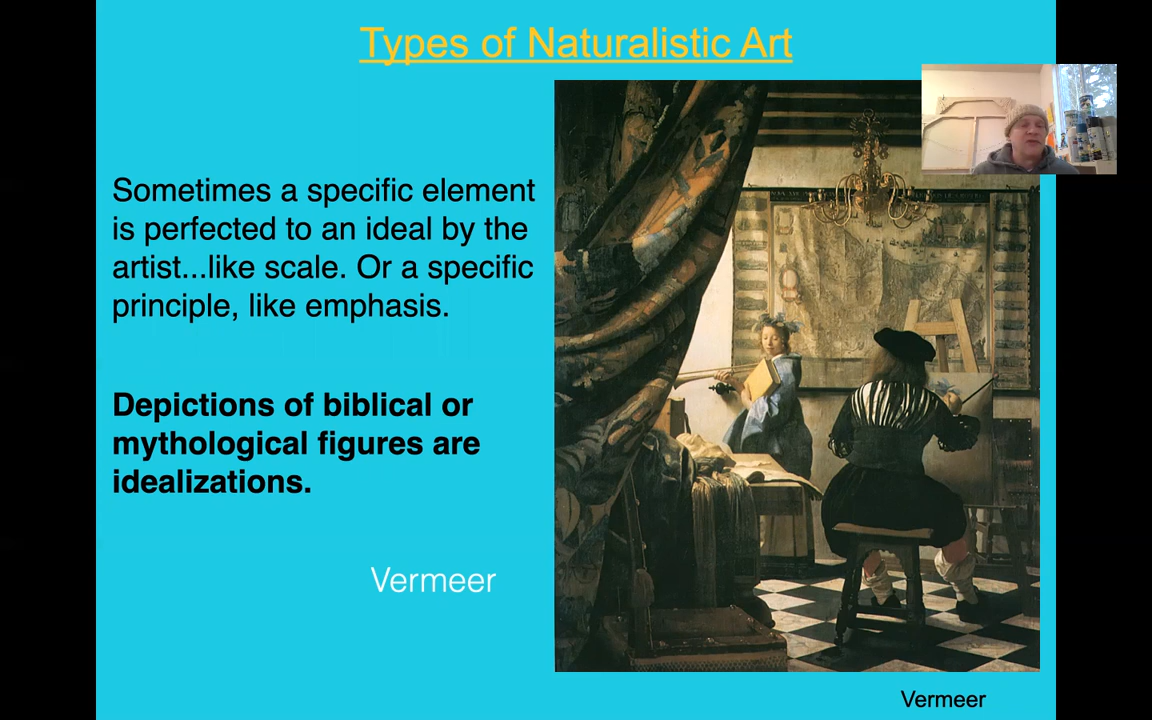 Types of Naturalistic Art
Sometimes a specific element
is perfected to an ideal by the
artist...like scale. Or a specific
principle, like emphasis.
Depictions of biblical or
mythological figures are
idealizations.
Vermeer
Vermeer